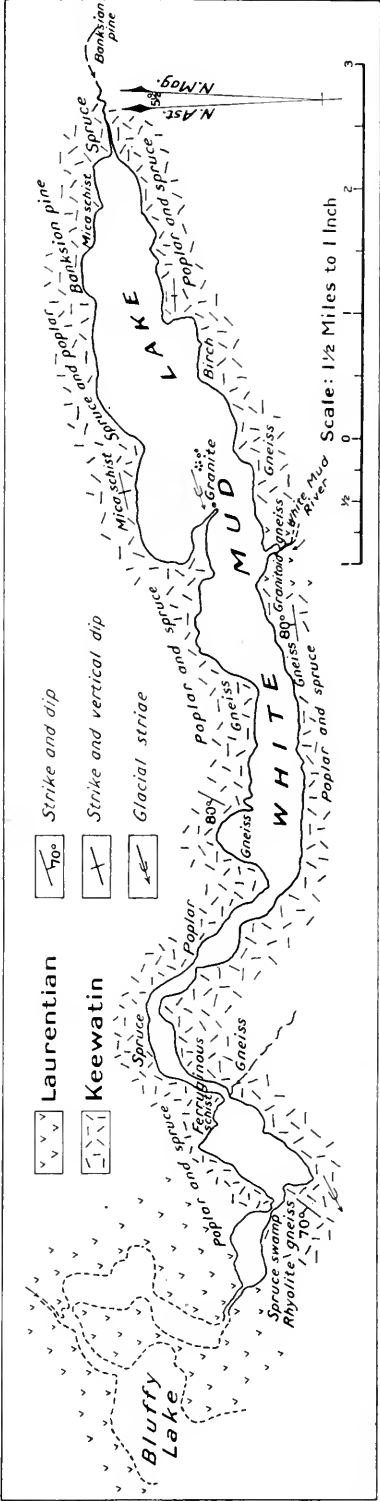 Laurentian
Keewatin
70°
Strike and dip
Strike and vertical dip
Glacial striae
Bluffy
Lake
Poplar and spruce
Spruce swamp
Rhyolite gneiss
70°
Ferruginous
schist
Gneiss
Spruce
Poplar
Gneiss
80°
Gneiss
Poplar and spruce
WHITE
MUD
LAKE
Poplar and spruce
Gneiss
80°
Granitoid gneiss
White Mud
River
Gneiss
Granite
Mica schist
Spruce and poplar
Banksian pine
Mica schist
Spruce
Banksian
pine
Birch
Poplar and spruce
N. Ast.
N. Mag.
5½°
Scale: 1½ Miles to 1 Inch
1
½
0
1
2
3